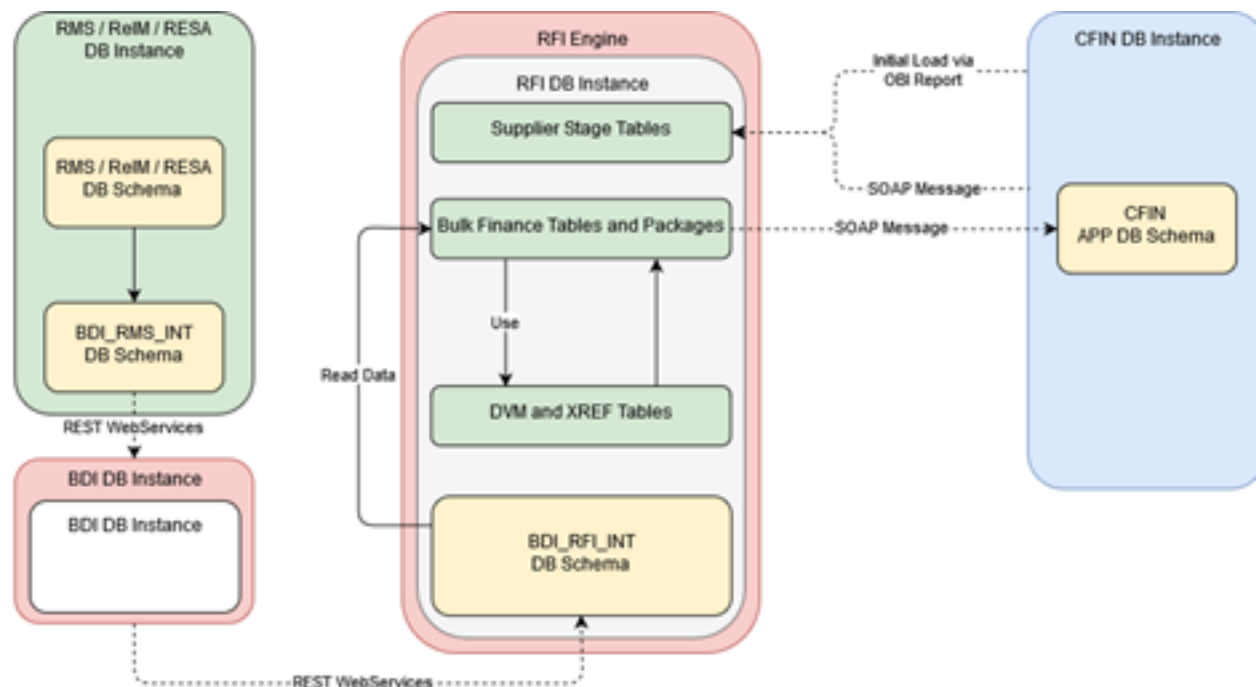 RMS / ReIM / RESA
DB Instance
RMS / ReIM / RESA
DB Schema
BDI_RMS_INT
DB Schema
REST WebServices
BDI DB Instance
BDI DB Instance
REST WebServices
RFI Engine
RFI DB Instance
Supplier Stage Tables
Bulk Finance Tables and Packages
Use
Read Data
DVM and XREF Tables
BDI_RFI_INT
DB Schema
Initial Load via
OBI Report
SOAP Message
SOAP Message
CFIN DB Instance
CFIN
APP DB Schema